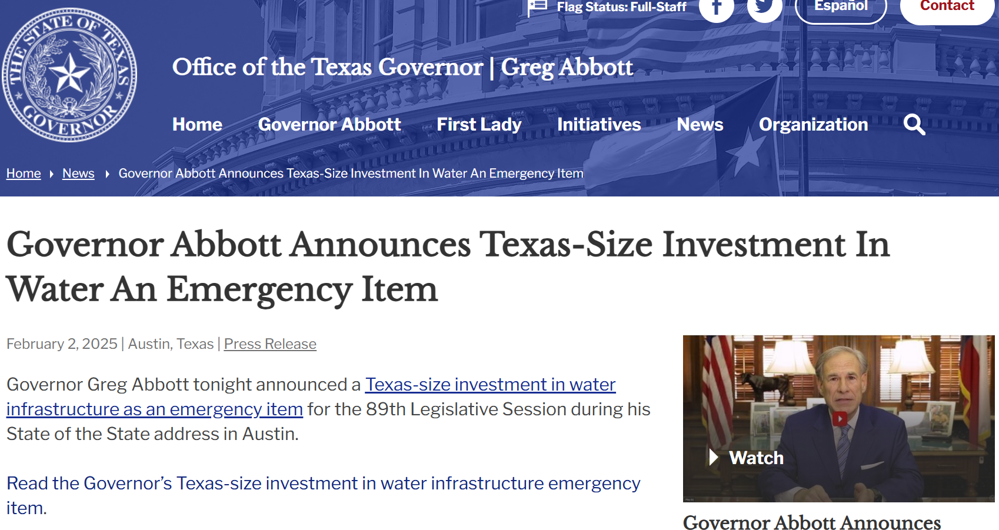 THE STATE OF TEXAS
GOVERNOR
Flag Status: Full-Staff
Español
Contact
Office of the Texas Governor | Greg Abbott
Home
Governor Abbott
First Lady
Initiatives
News
Organization
Home
News
Governor Abbott Announces Texas-Size Investment In Water An Emergency Item
Governor Abbott Announces Texas-Size Investment In
Water An Emergency Item
February 2, 2025 | Austin, Texas | Press Release
Governor Greg Abbott tonight announced a Texas-size investment in water
infrastructure as an emergency item for the 89th Legislative Session during his
State of the State address in Austin.
Read the Governor’s Texas-size investment in water infrastructure emergency
item.
Watch
Governor Abbott Announces